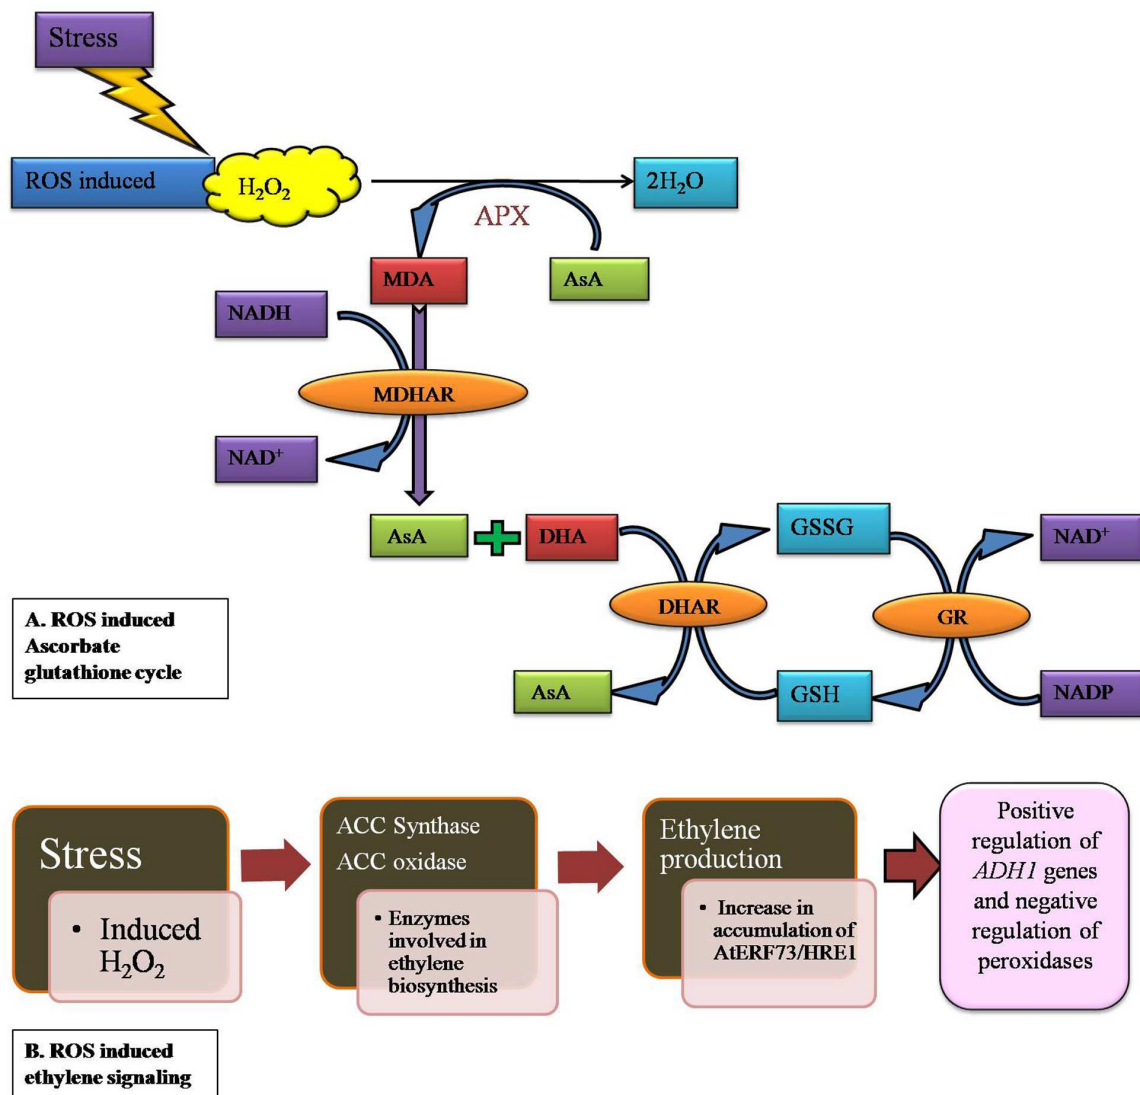 Stress
ROS induced
H₂O₂
2H₂O
APX
MDA
AsA
NADH
MDHAR
NAD⁺
AsA
DHA
GSSG
NAD⁺
DHAR
GR
A. ROS induced
Ascorbate
glutathione cycle
AsA
GSH
NADP
Stress
• Induced
H₂O₂
ACC Synthase
ACC oxidase
• Enzymes
involved in
ethylene
biosynthesis
Ethylene
production
• Increase in
accumulation of
AtERF73/HRE1
Positive
regulation of
ADH1 genes
and negative
regulation of
peroxidases
B. ROS induced
ethylene signaling